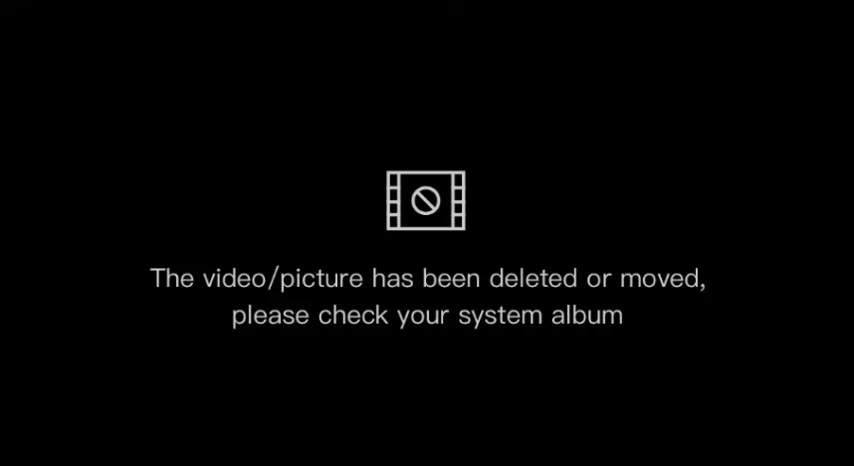 The video/picture has been deleted or moved,
please check your system album